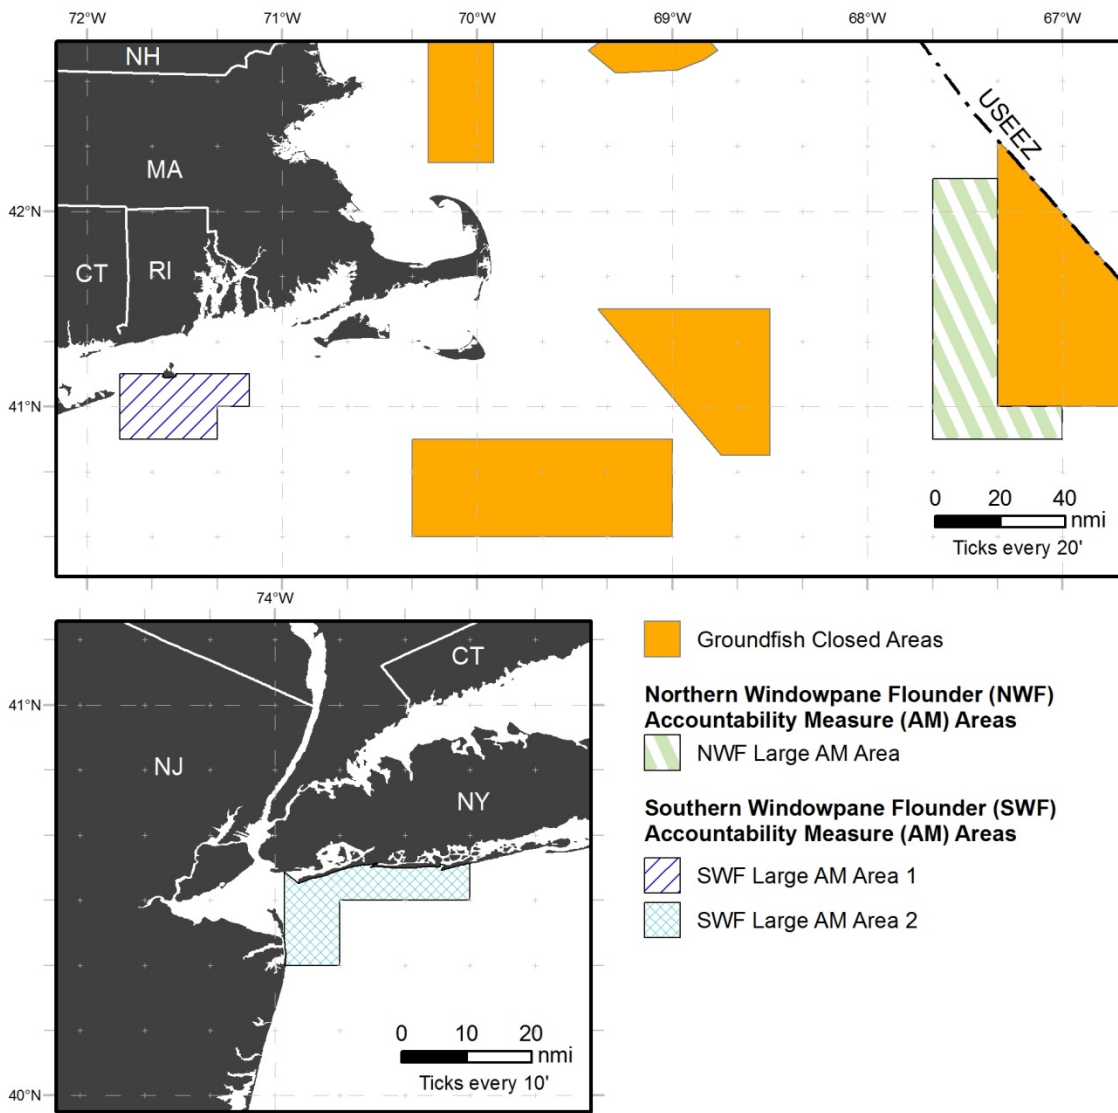 72°W 71°W 70°W 69°W 68°W 67°W
NH
USEEZ
MA
42°N
CT RI
41°N
0 20 40
nmi
Ticks every 20'
74°W
CT
41°N
NJ
NY
0 10 20
nmi
Ticks every 10'
40°N
Groundfish Closed Areas
Northern Windowpane Flounder (NWF)
Accountability Measure (AM) Areas
NWF Large AM Area
Southern Windowpane Flounder (SWF)
Accountability Measure (AM) Areas
SWF Large AM Area 1
SWF Large AM Area 2